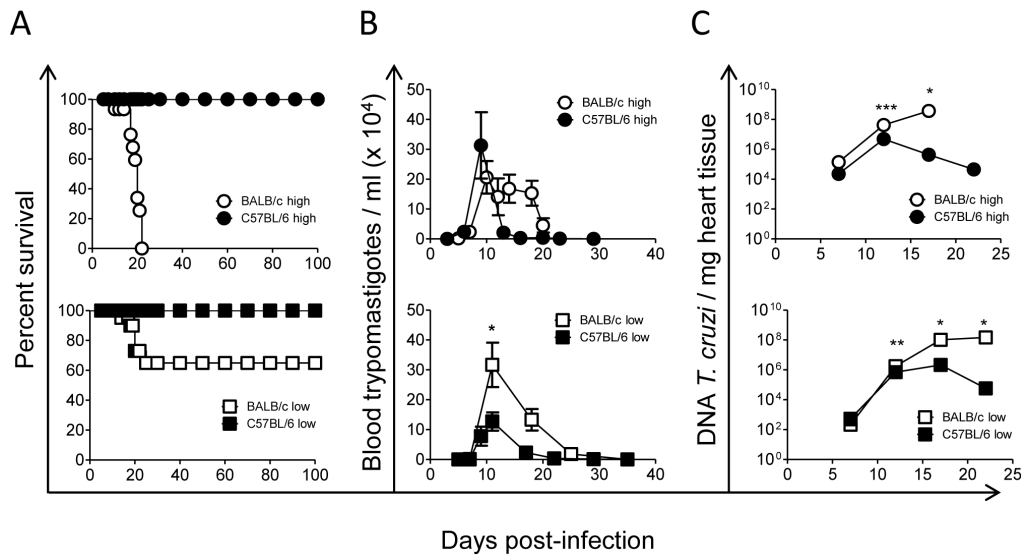 A
B
C
Percent survival
100
80
60
40
20
0
0 20 40 60 80 100
BALB/c high
C57BL/6 high
100
80
60
40
20
0
0 20 40 60 80 100
BALB/c low
C57BL/6 low
Blood trypomastigotes / ml (x 10⁴)
50
40
30
20
10
0
0 10 20 30 40
BALB/c high
C57BL/6 high
50
40
30
20
10
0
0 10 20 30 40
*
BALB/c low
C57BL/6 low
DNA T. cruzi / mg heart tissue
10¹⁰
10⁸
10⁶
10⁴
10²
10⁰
0 5 10 15 20 25
*** *
BALB/c high
C57BL/6 high
10¹⁰
10⁸
10⁶
10⁴
10²
10⁰
0 5 10 15 20 25
** * *
BALB/c low
C57BL/6 low
Days post-infection